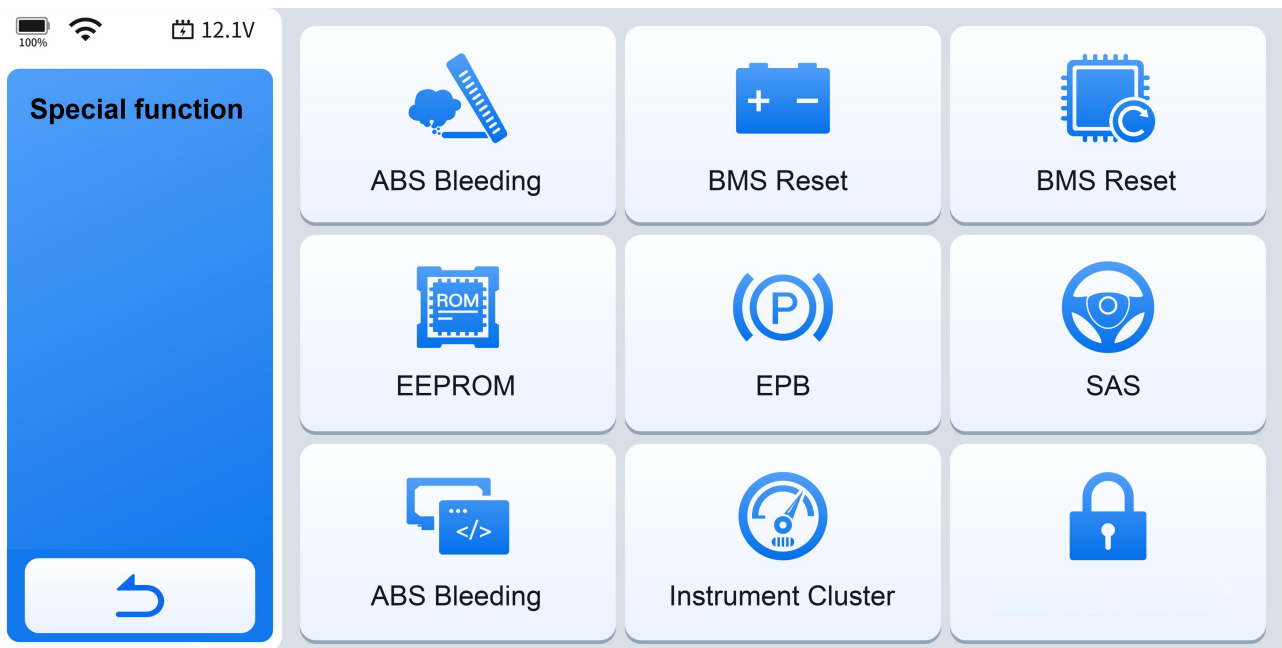 100%
12.1V
Special function
ABS Bleeding
BMS Reset
BMS Reset
ROM
EEPROM
P
EPB
SAS
</>
ABS Bleeding
Instrument Cluster